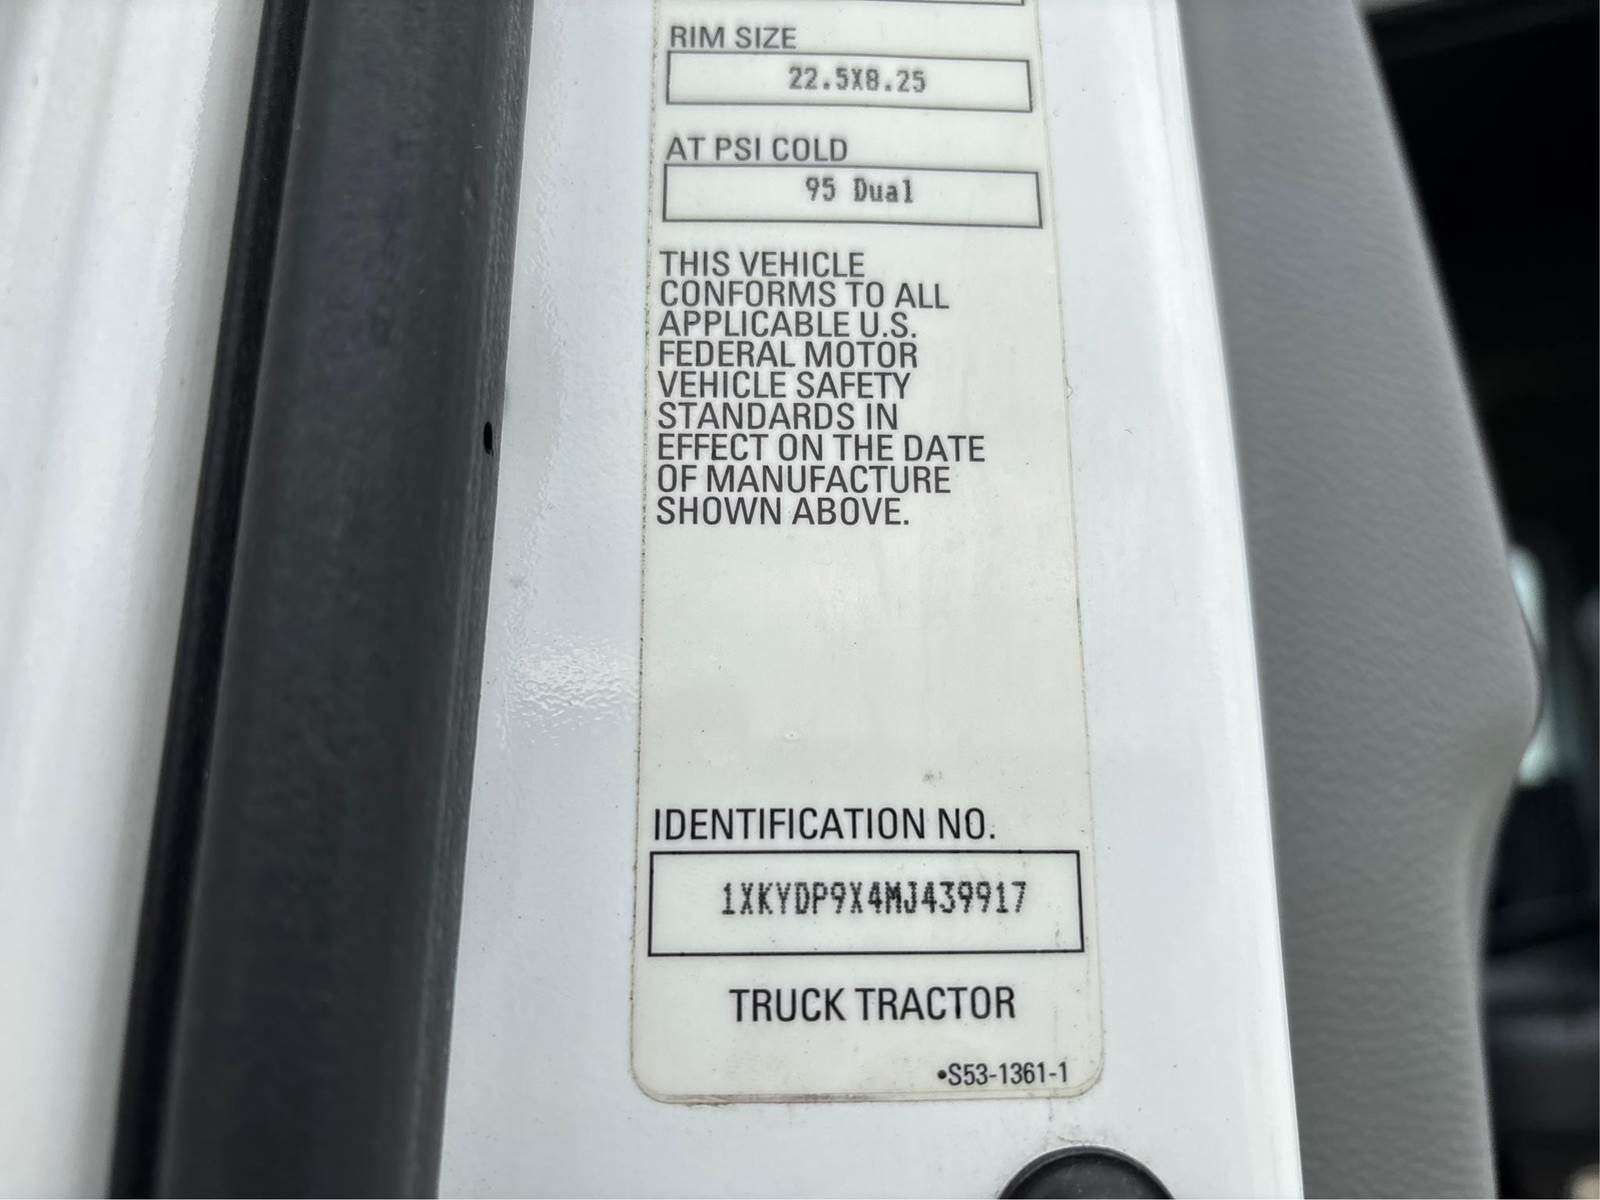 RIM SIZE
22.5X8.25
AT PSI COLD
95 Dual
THIS VEHICLE
CONFORMS TO ALL
APPLICABLE U.S.
FEDERAL MOTOR
VEHICLE SAFETY
STANDARDS IN
EFFECT ON THE DATE
OF MANUFACTURE
SHOWN ABOVE.
IDENTIFICATION NO.
1XKYDP9X4MJ439917
TRUCK TRACTOR
•S53-1361-1